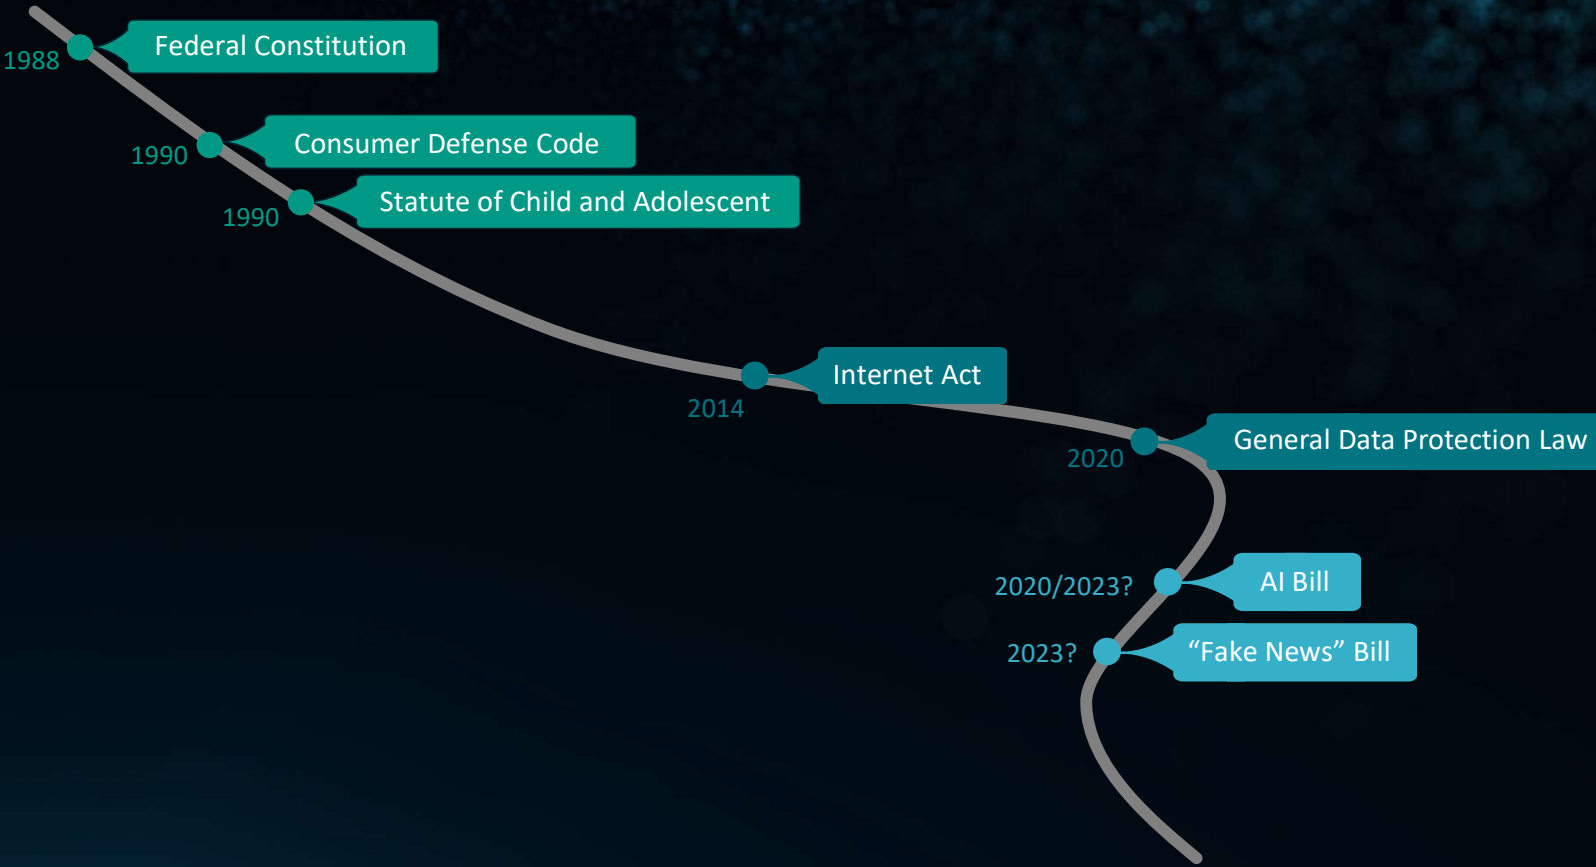 Federal Constitution
1988
Consumer Defense Code
1990
Statute of Child and Adolescent
1990
Internet Act
2014
General Data Protection Law
2020
AI Bill
2020/2023?
“Fake News” Bill
2023?